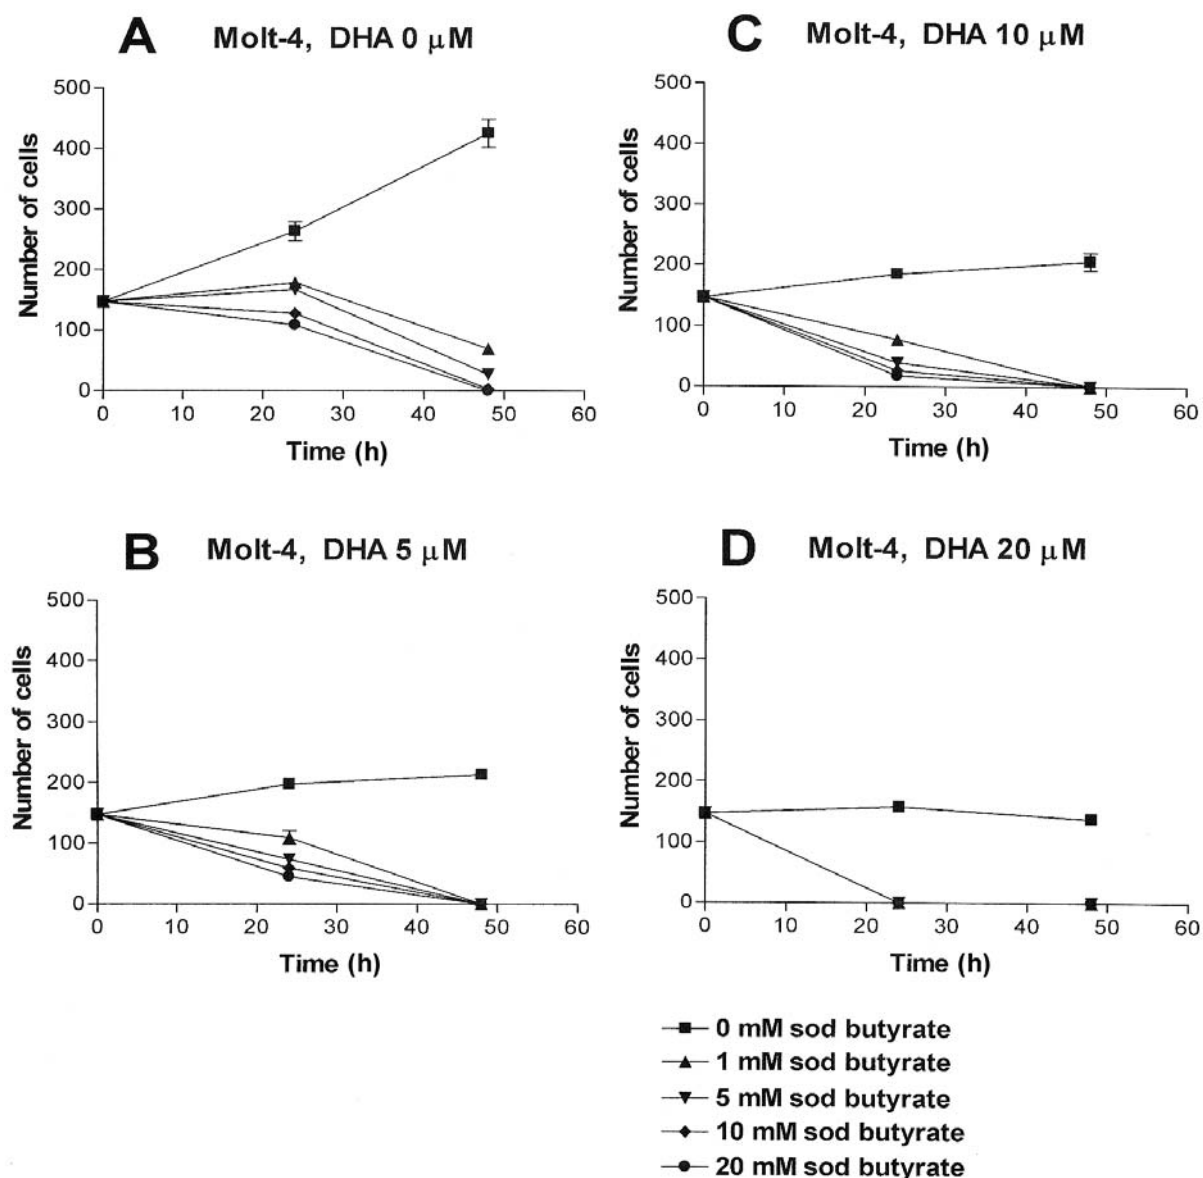 A Molt-4, DHA 0 μM
Number of cells
500
400
300
200
100
0
0 10 20 30 40 50 60
Time (h)
B Molt-4, DHA 5 μM
Number of cells
500
400
300
200
100
0
0 10 20 30 40 50 60
Time (h)
C Molt-4, DHA 10 μM
Number of cells
500
400
300
200
100
0
0 10 20 30 40 50 60
Time (h)
D Molt-4, DHA 20 μM
Number of cells
500
400
300
200
100
0
0 10 20 30 40 50 60
Time (h)
0 mM sod butyrate
1 mM sod butyrate
5 mM sod butyrate
10 mM sod butyrate
20 mM sod butyrate